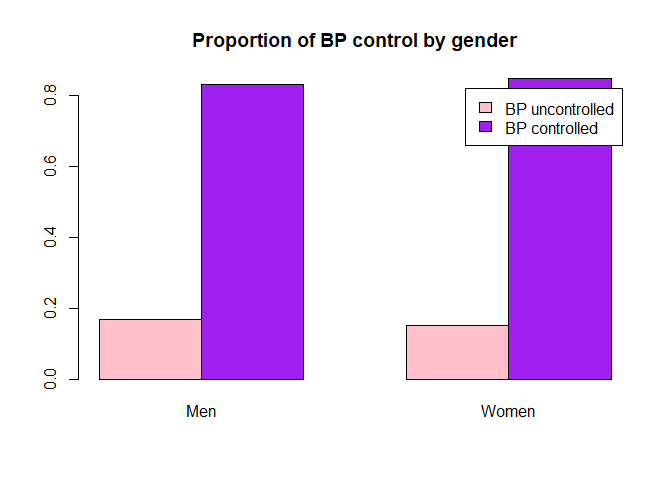 Proportion of BP control by gender
0.8
0.6
0.4
0.2
0.0
BP uncontrolled
BP controlled
Men
Women